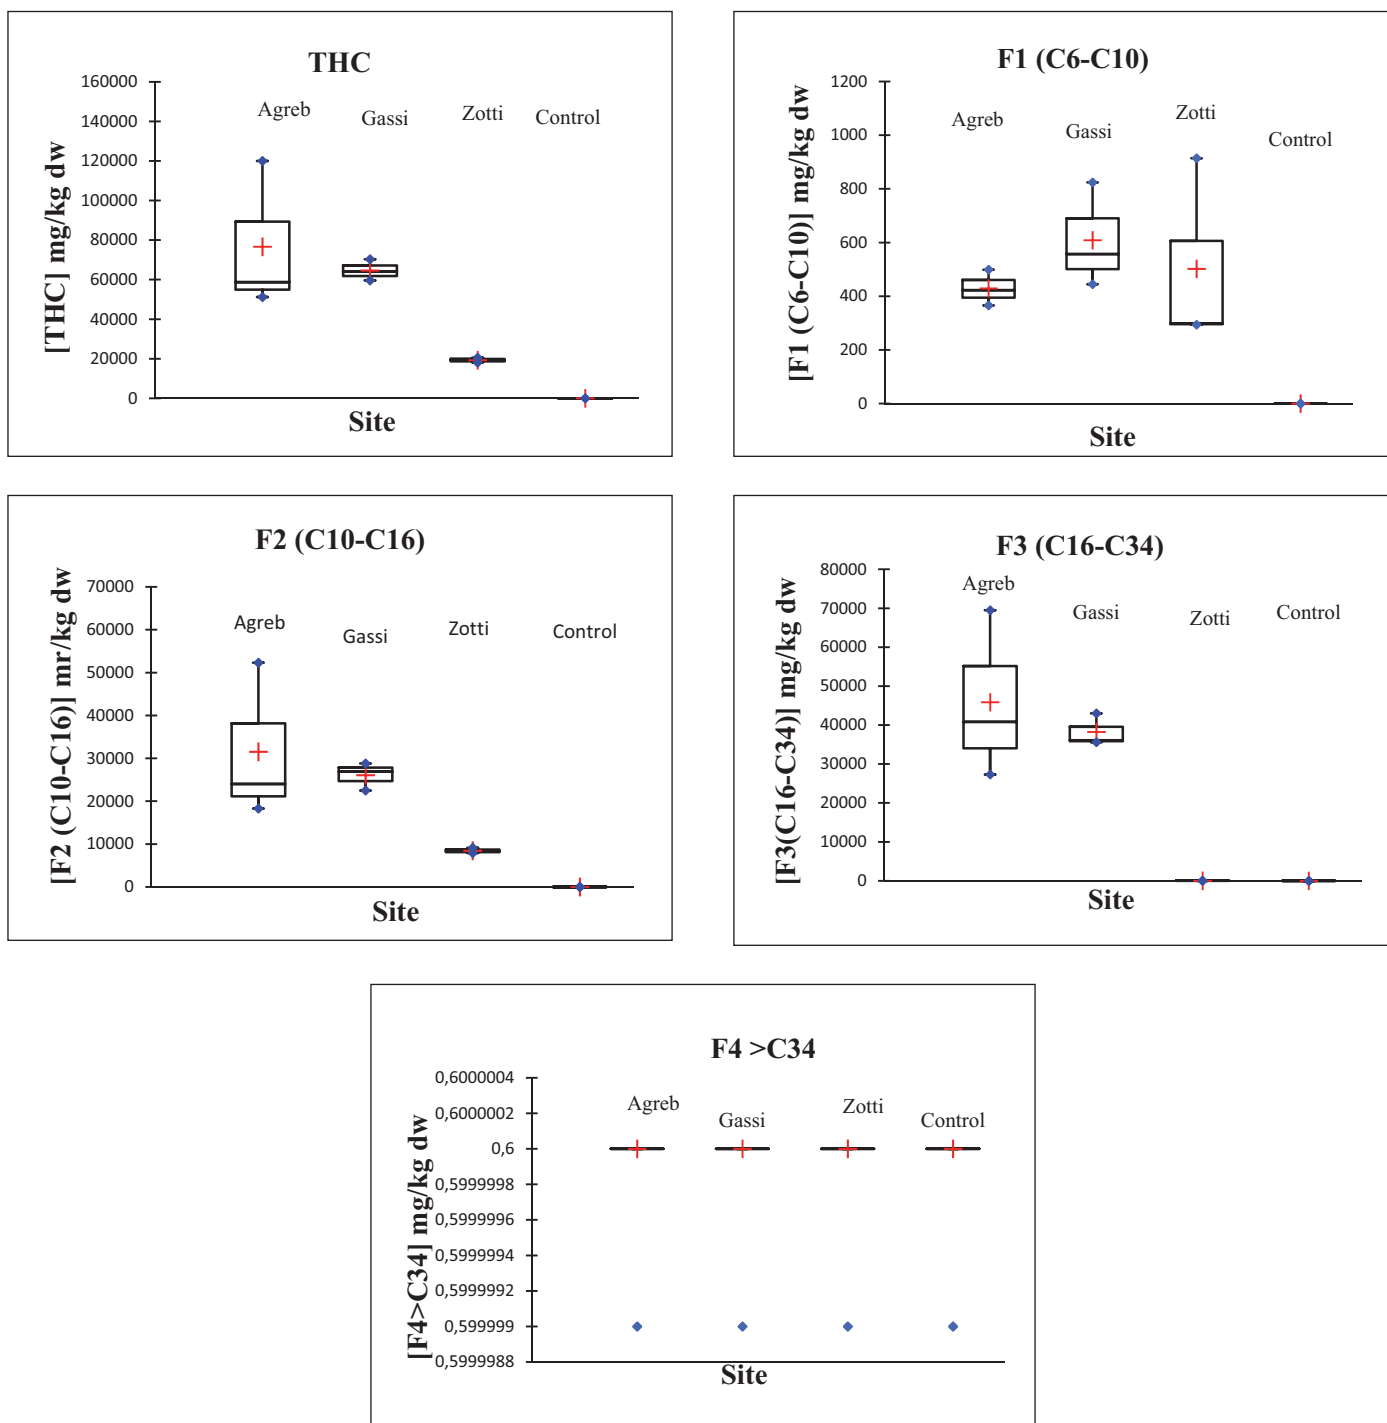 THC
160000
140000
120000
100000
80000
60000
40000
20000
0
[THC] mg/kg dw
Agreb
Gassi
Zotti
Control
Site
F1 (C6-C10)
1200
1000
800
600
400
200
0
[F1 (C6-C10)] mg/kg dw
Agreb
Gassi
Zotti
Control
Site
F2 (C10-C16)
70000
60000
50000
40000
30000
20000
10000
0
[F2 (C10-C16)] mr/kg dw
Agreb
Gassi
Zotti
Control
Site
F3 (C16-C34)
80000
70000
60000
50000
40000
30000
20000
10000
0
[F3(C16-C34)] mg/kg dw
Agreb
Gassi
Zotti
Control
Site
F4 >C34
0,6000004
0,6000002
0,6
0,5999998
0,5999996
0,5999994
0,5999992
0,599999
0,5999988
[F4>C34] mg/kg dw
Agreb
Gassi
Zotti
Control
Site